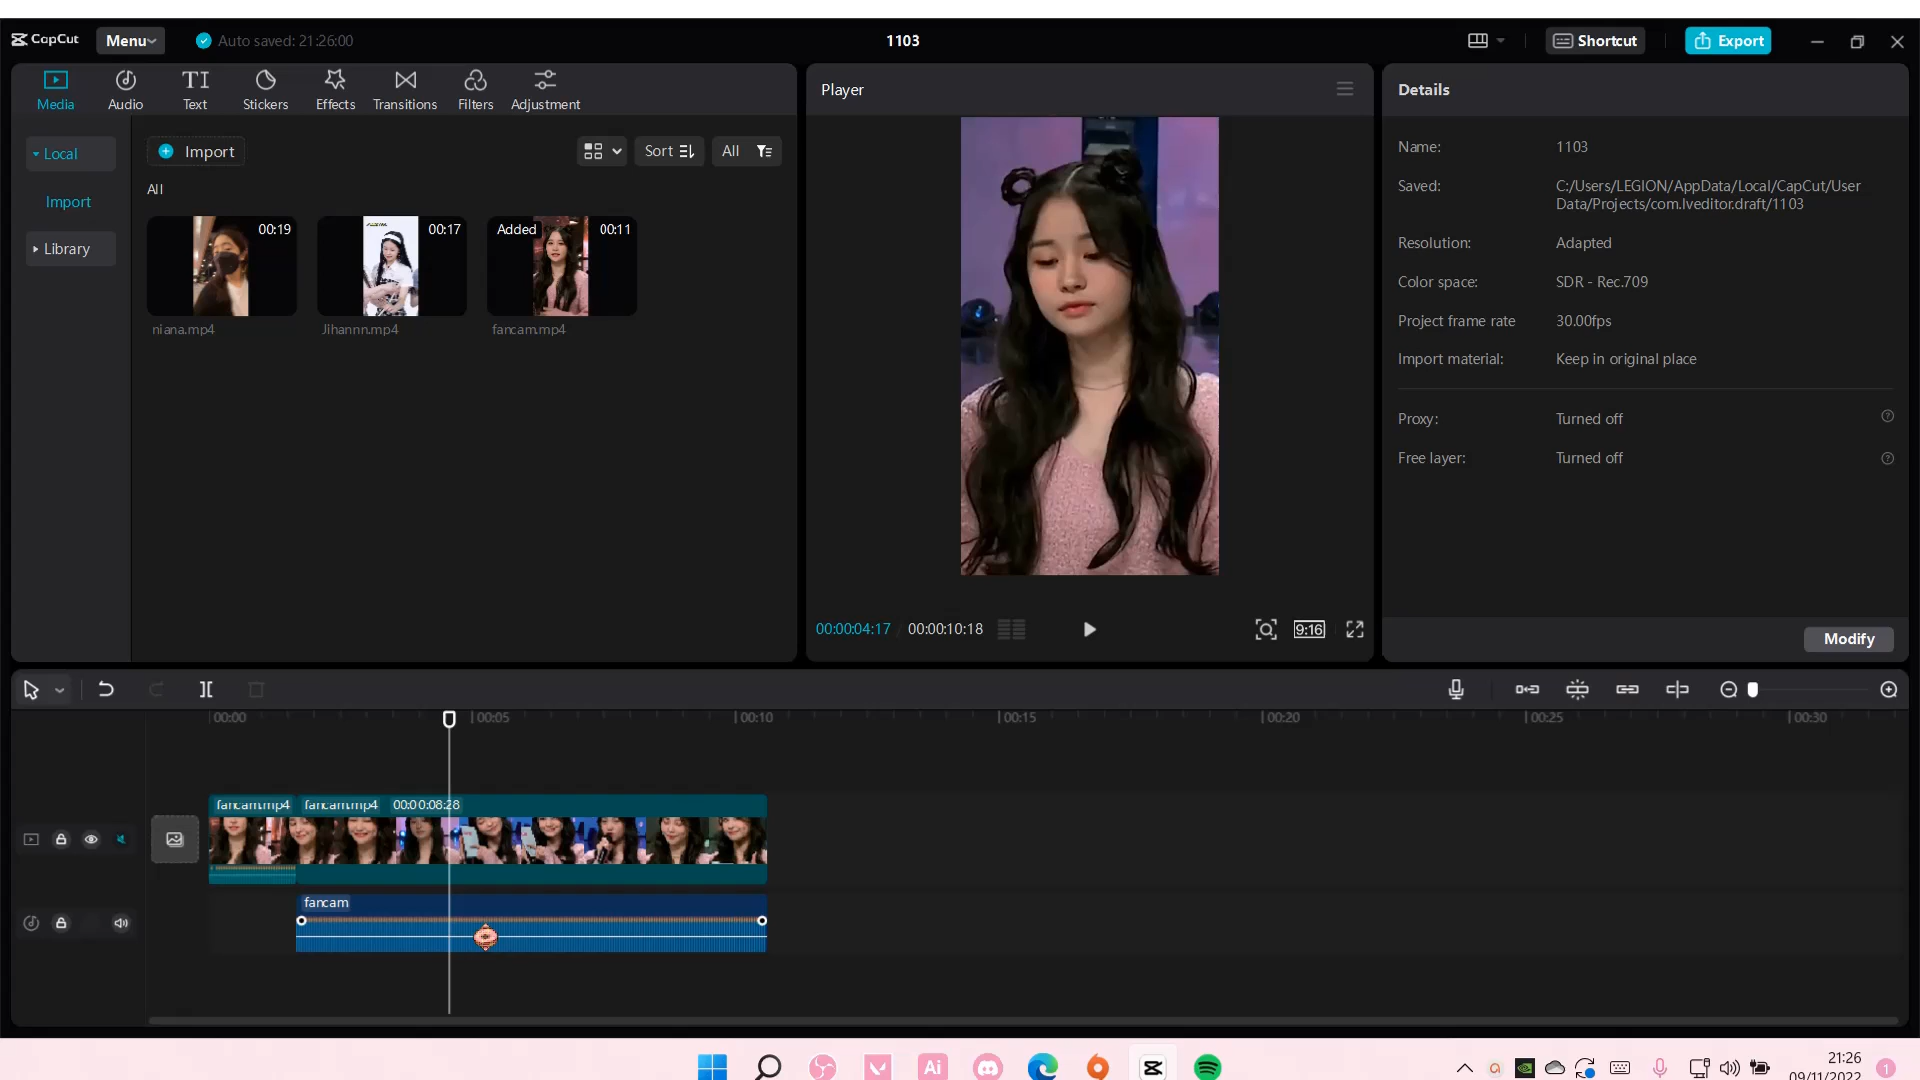 CapCut
Menu
Auto saved: 21:26:00
1103
Shortcut
Export
Media
Audio
TI
Text
Stickers
Effects
Transitions
Filters
Adjustment
Local
Import
Library
Import
Sort
All
All
00:19
niana.mp4
00:17
Jihannn.mp4
Added
00:11
fancam.mp4
Player
00:00:04:17
00:00:10:18
9:16
Details
Name:
1103
Saved:
C:/Users/LEGION/AppData/Local/CapCut/User
Data/Projects/com.lveditor.draft/1103
Resolution:
Adapted
Color space:
SDR - Rec.709
Project frame rate
30.00fps
Import material:
Keep in original place
Proxy:
Turned off
Free layer:
Turned off
Modify
00:00
00:05
00:10
00:15
00:20
00:25
00:30
fancam.mp4
fancam.mp4 00:00:08:28
fancam
Ai
21:26
09/11/2022
1